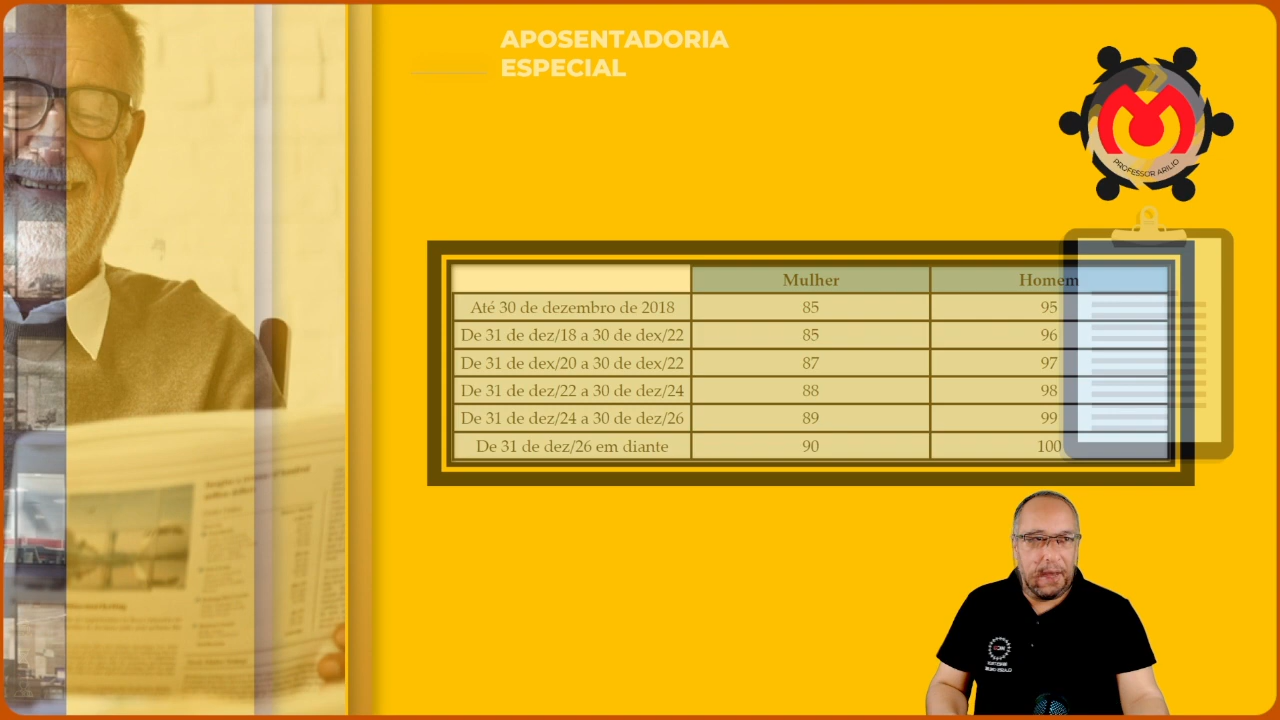 APOSENTADORIA
ESPECIAL
PROFESSOR ARILIO
Mulher Homem
Até 30 de dezembro de 2018 85 95
De 31 de dez/18 a 30 de dex/22 85 96
De 31 de dex/20 a 30 de dex/22 87 97
De 31 de dez/22 a 30 de dez/24 88 98
De 31 de dez/24 a 30 de dez/26 89 99
De 31 de dez/26 em diante 90 100